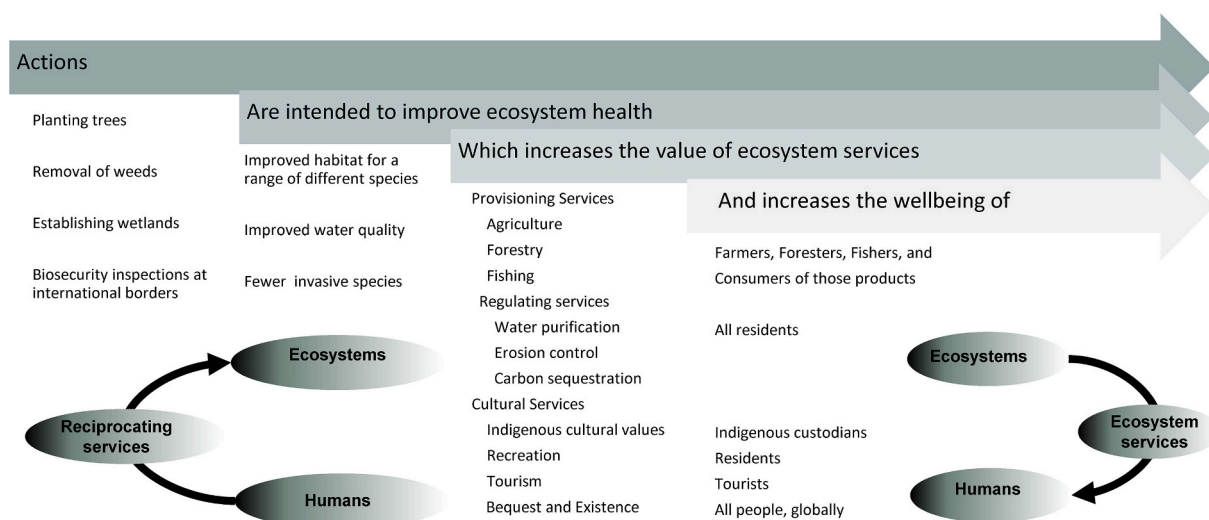 Actions
Planting trees
Removal of weeds
Establishing wetlands
Biosecurity inspections at
international borders
Are intended to improve ecosystem health
Improved habitat for a
range of different species
Improved water quality
Fewer invasive species
Which increases the value of ecosystem services
Provisioning Services
Agriculture
Forestry
Fishing
Regulating services
Water purification
Erosion control
Carbon sequestration
Cultural Services
Indigenous cultural values
Recreation
Tourism
Bequest and Existence
And increases the wellbeing of
Farmers, Foresters, Fishers, and
Consumers of those products
All residents
Indigenous custodians
Residents
Tourists
All people, globally
Ecosystems
Reciprocating
services
Humans
Ecosystems
Ecosystem
services
Humans